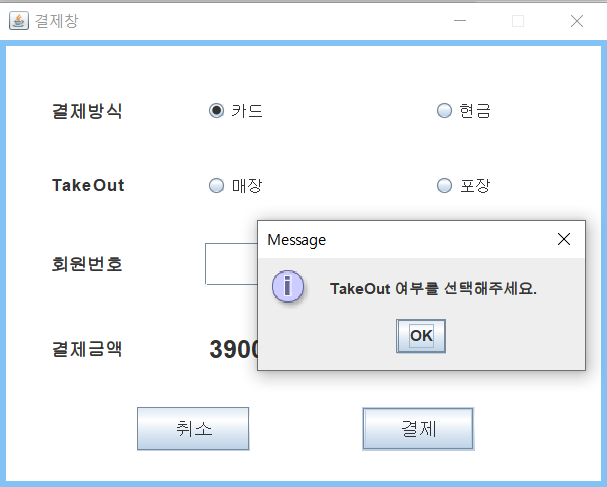 결제창
결제방식 카드 현금
TakeOut 매장 포장
Message
회원번호
TakeOut 여부를 선택해주세요.
OK
결제금액 3900
취소 결제